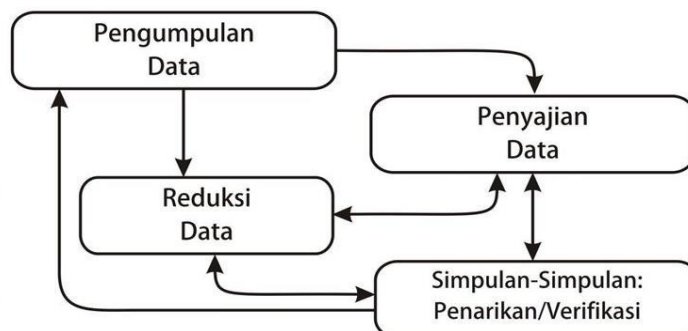 Pengumpulan
Data
Penyajian
Data
Reduksi
Data
Simpulan-Simpulan:
Penarikan/Verifikasi